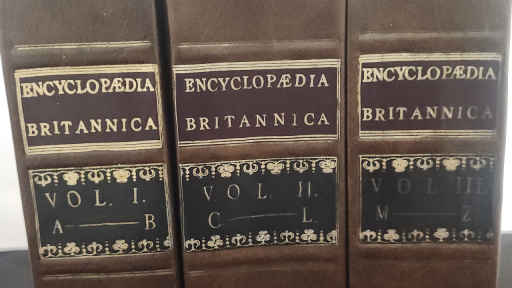 ENCYCLOPÆDIA
BRITANNICA
VOL. I.
A — B
ENCYCLOPÆDIA
BRITANNICA
VOL. II.
C — L.
ENCYCLOPÆDIA
BRITANNICA
VOL. III.
M — Z